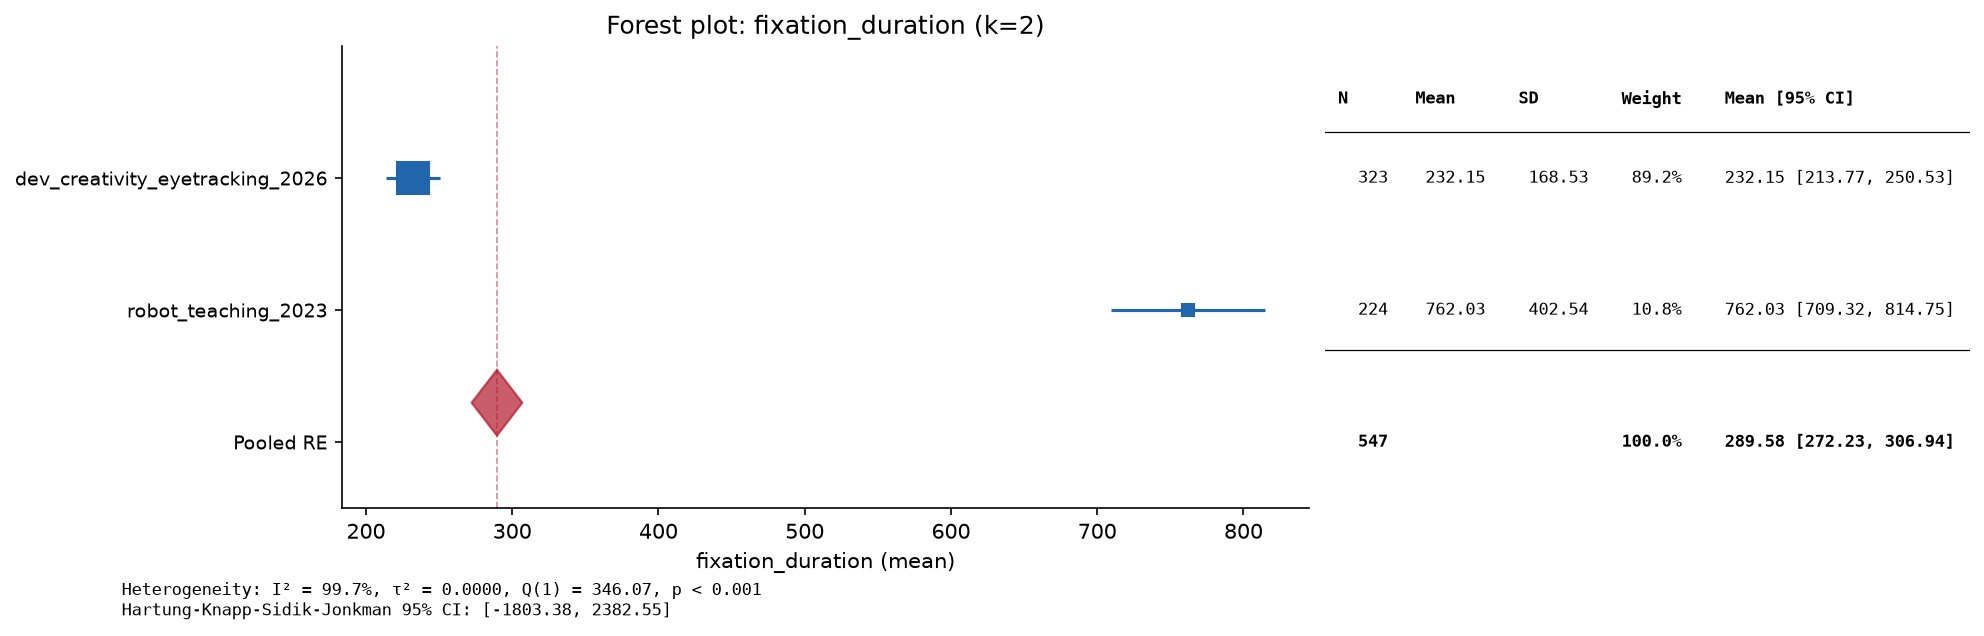 Forest plot: fixation_duration (k=2)
N Mean SD Weight Mean [95% CI]
dev_creativity_eyetracking_2026 323 232.15 168.53 89.2% 232.15 [213.77, 250.53]
robot_teaching_2023 224 762.03 402.54 10.8% 762.03 [709.32, 814.75]
Pooled RE 547 100.0% 289.58 [272.23, 306.94]
200 300 400 500 600 700 800
fixation_duration (mean)
Heterogeneity: I² = 99.7%, τ² = 0.0000, Q(1) = 346.07, p < 0.001
Hartung-Knapp-Sidik-Jonkman 95% CI: [-1803.38, 2382.55]